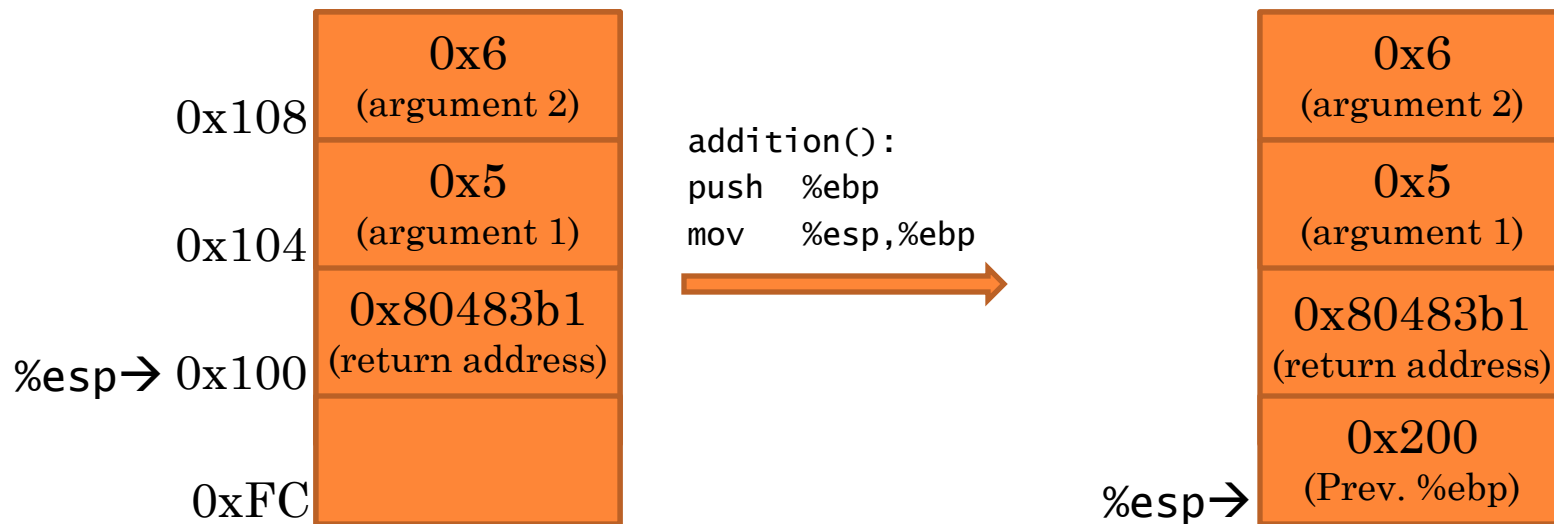 0x6
(argument 2)
0x108
0x5
(argument 1)
0x104
0x80483b1
(return address)
%esp→ 0x100
0xFC
addition():
push %ebp
mov %esp,%ebp
0x6
(argument 2)
0x5
(argument 1)
0x80483b1
(return address)
0x200
(Prev. %ebp)
%esp→